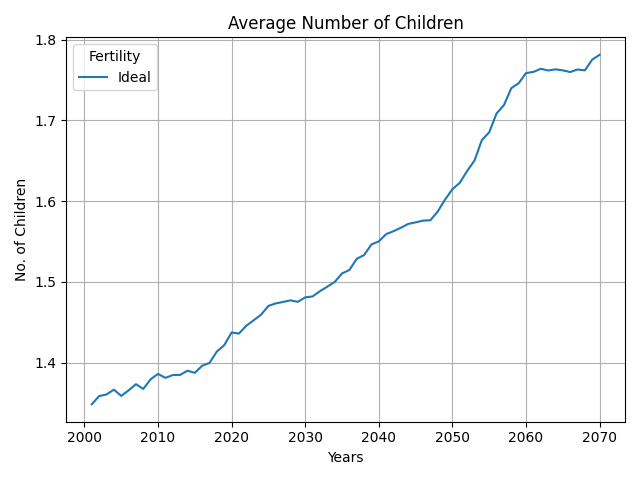 Average Number of Children
Fertility
Ideal
No. of Children
1.8
1.7
1.6
1.5
1.4
2000 2010 2020 2030 2040 2050 2060 2070
Years